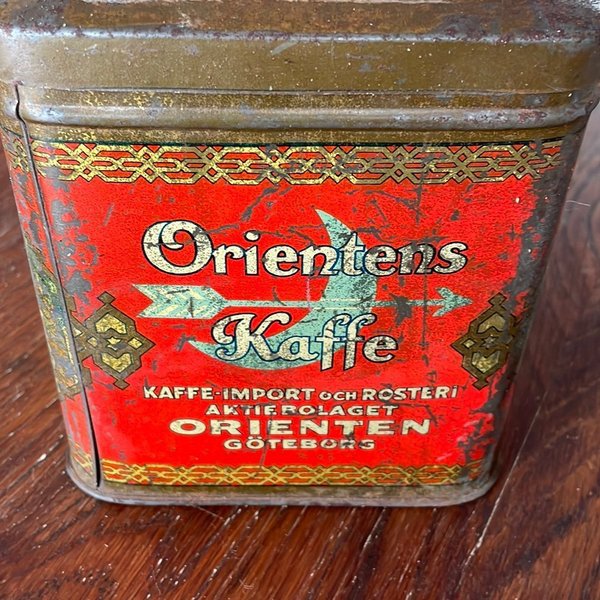 Orientens
Kaffe
KAFFE-IMPORT OCH ROSTERI
AKTIEBOLAGET
ORIENTEN
GÖTEBORG